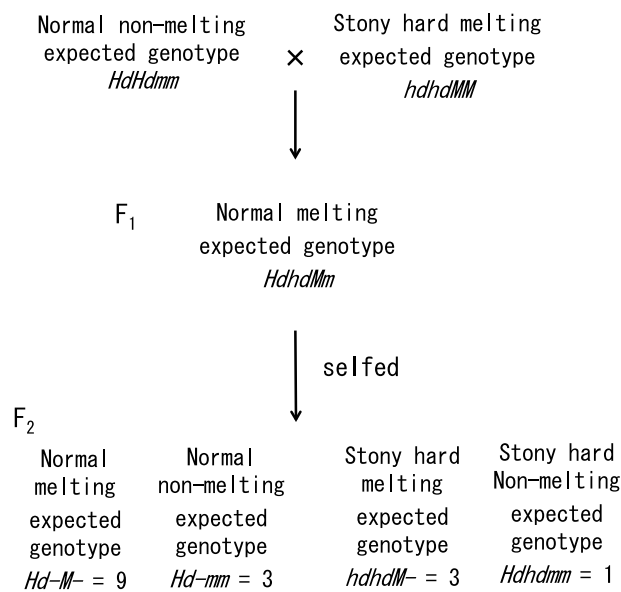 Normal non-melting
expected genotype
HdHdmm
×
Stony hard melting
expected genotype
hdhdMM
F1
Normal melting
expected genotype
HdhdMm
selfed
F2
Normal
melting
expected
genotype
Hd-M- = 9
Normal
non-melting
expected
genotype
Hd-mm = 3
Stony hard
melting
expected
genotype
hdhdM- = 3
Stony hard
Non-melting
expected
genotype
Hdhdmm = 1